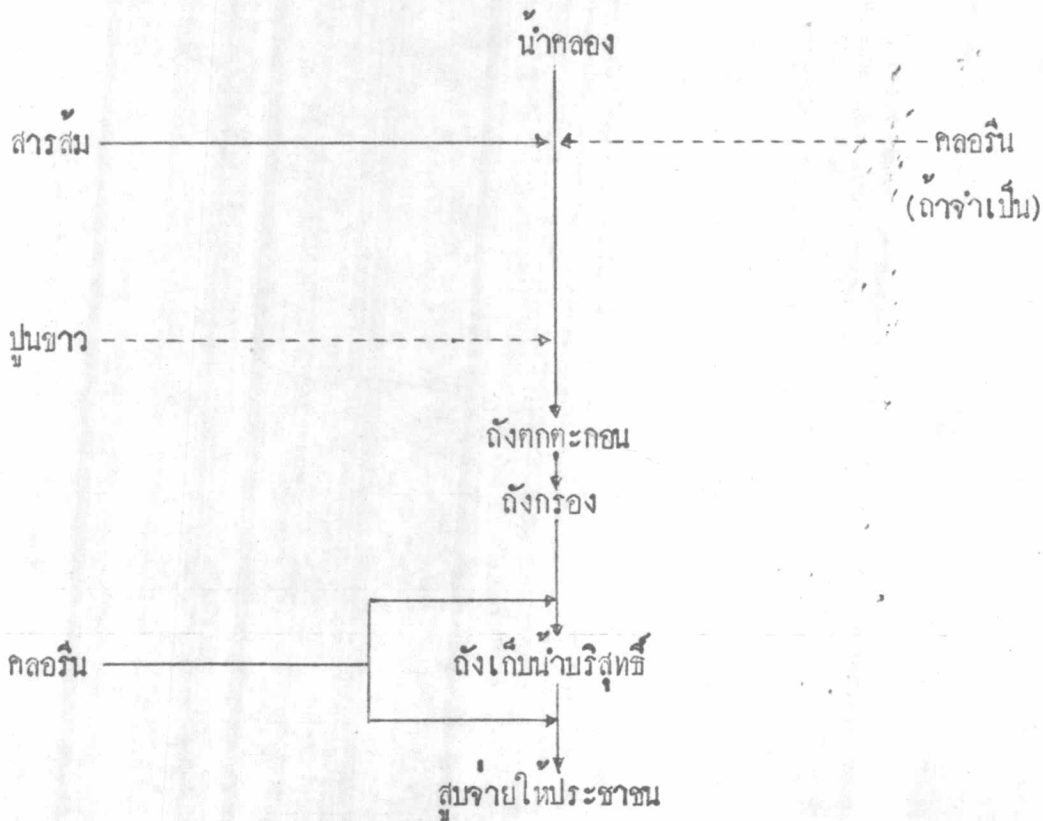 น้ำคลอง
สารส้ม
คลอรีน
(ถ้าจำเป็น)
ปูนขาว
ถังตกตะกอน
ถังกรอง
คลอรีน
ถังเก็บน้ำบริสุทธิ์
สูบจ่ายให้ประชาชน